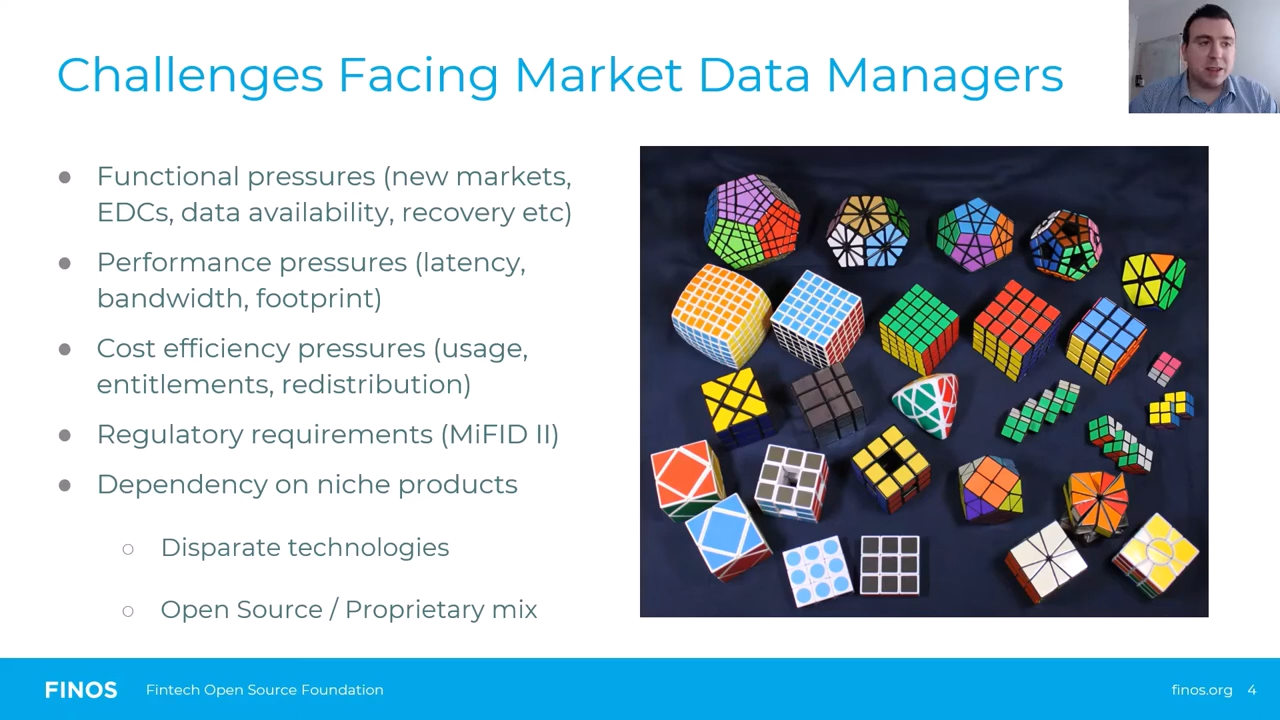 Challenges Facing Market Data Managers
● Functional pressures (new markets,
EDCs, data availability, recovery etc)
● Performance pressures (latency,
bandwidth, footprint)
● Cost efficiency pressures (usage,
entitlements, redistribution)
● Regulatory requirements (MiFID II)
● Dependency on niche products
○ Disparate technologies
○ Open Source / Proprietary mix
FINOS Fintech Open Source Foundation finos.org 4